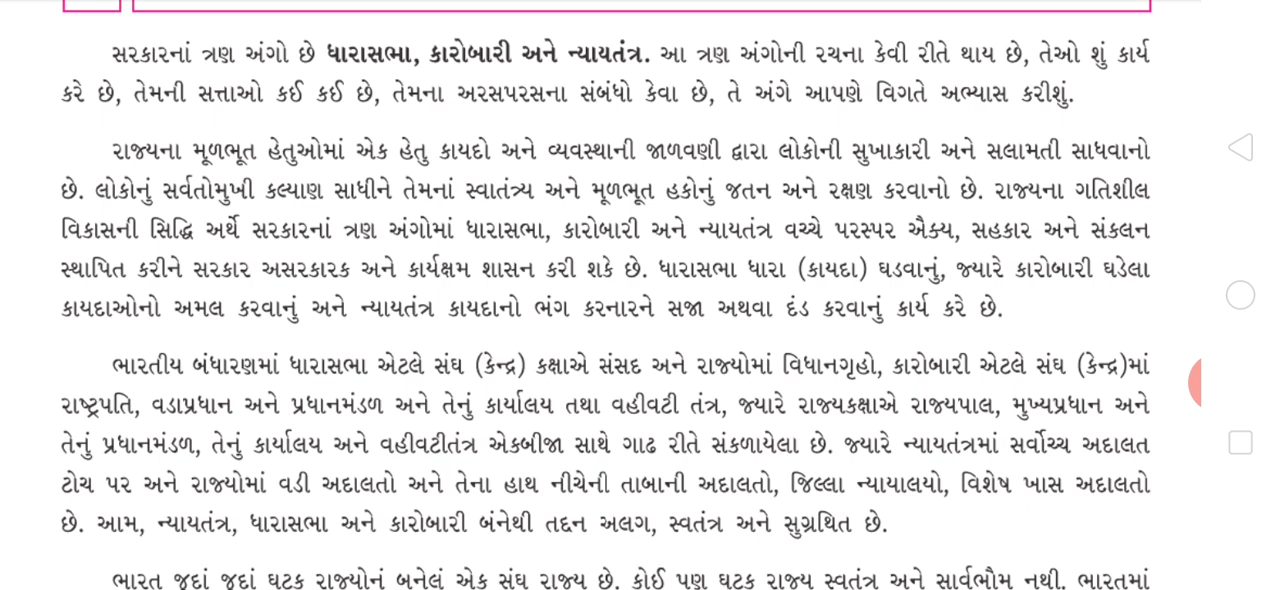 સરકારનાં ત્રણ અંગો છે ધારાસભા, કારોબારી અને ન્યાયતંત્ર. આ ત્રણ અંગોની રચના કેવી રીતે થાય છે, તેઓ શું કાર્ય
કરે છે, તેમની સત્તાઓ કઈ કઈ છે, તેમના અરસપરસના સંબંધો કેવા છે, તે અંગે આપણે વિગતે અભ્યાસ કરીશું.
રાજ્યના મૂળભૂત હેતુઓમાં એક હેતુ કાયદો અને વ્યવસ્થાની જાળવણી દ્વારા લોકોની સુખાકારી અને સલામતી સાધવાનો
છે. લોકોનું સર્વતોમુખી કલ્યાણ સાધીને તેમનાં સ્વાતંત્ર્ય અને મૂળભૂત હકોનું જતન અને રક્ષણ કરવાનો છે. રાજ્યના ગતિશીલ
વિકાસની સિદ્ધિ અર્થે સરકારનાં ત્રણ અંગોમાં ધારાસભા, કારોબારી અને ન્યાયતંત્ર વચ્ચે પરસ્પર ઐક્ય, સહકાર અને સંકલન
સ્થાપિત કરીને સરકાર અસરકારક અને કાર્યક્ષમ શાસન કરી શકે છે. ધારાસભા ધારા (કાયદા) ઘડવાનું, જ્યારે કારોબારી ઘડેલા
કાયદાઓનો અમલ કરવાનું અને ન્યાયતંત્ર કાયદાનો ભંગ કરનારને સજા અથવા દંડ કરવાનું કાર્ય કરે છે.
ભારતીય બંધારણમાં ધારાસભા એટલે સંઘ (કેન્દ્ર) કક્ષાએ સંસદ અને રાજ્યોમાં વિધાનગૃહો, કારોબારી એટલે સંઘ (કેન્દ્ર)માં
રાષ્ટ્રપતિ, વડાપ્રધાન અને પ્રધાનમંડળ અને તેનું કાર્યાલય તથા વહીવટી તંત્ર, જ્યારે રાજ્યકક્ષાએ રાજ્યપાલ, મુખ્યપ્રધાન અને
તેનું પ્રધાનમંડળ, તેનું કાર્યાલય અને વહીવટીતંત્ર એકબીજા સાથે ગાઢ રીતે સંકળાયેલા છે. જ્યારે ન્યાયતંત્રમાં સર્વોચ્ચ અદાલત
ટોચ પર અને રાજ્યોમાં વડી અદાલતો અને તેના હાથ નીચેની તાબાની અદાલતો, જિલ્લા ન્યાયાલયો, વિશેષ ખાસ અદાલતો
છે. આમ, ન્યાયતંત્ર, ધારાસભા અને કારોબારી બંનેથી તદ્દન અલગ, સ્વતંત્ર અને સુગ્રથિત છે.
ભારત જુદાં જુદાં ઘટક રાજ્યોનું બનેલું એક સંઘ રાજ્ય છે. કોઈ પણ ઘટક રાજ્ય સ્વતંત્ર અને સાર્વભૌમ નથી. ભારતમાં